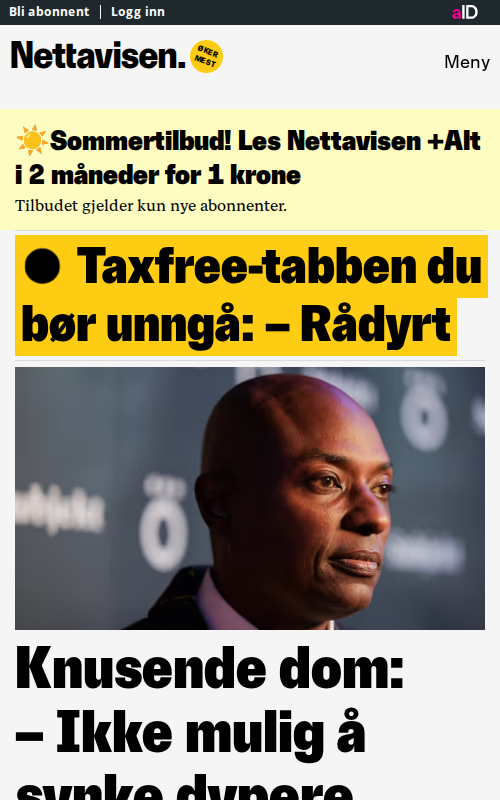 Bli abonnent | Logg inn
aID
Nettavisen.
ØKER
MEST
Meny
☀️Sommertilbud! Les Nettavisen +Alt
i 2 måneder for 1 krone
Tilbudet gjelder kun nye abonnenter.
● Taxfree-tabben du
bør unngå: – Rådyrt
Knusende dom:
– Ikke mulig å
synke dypere